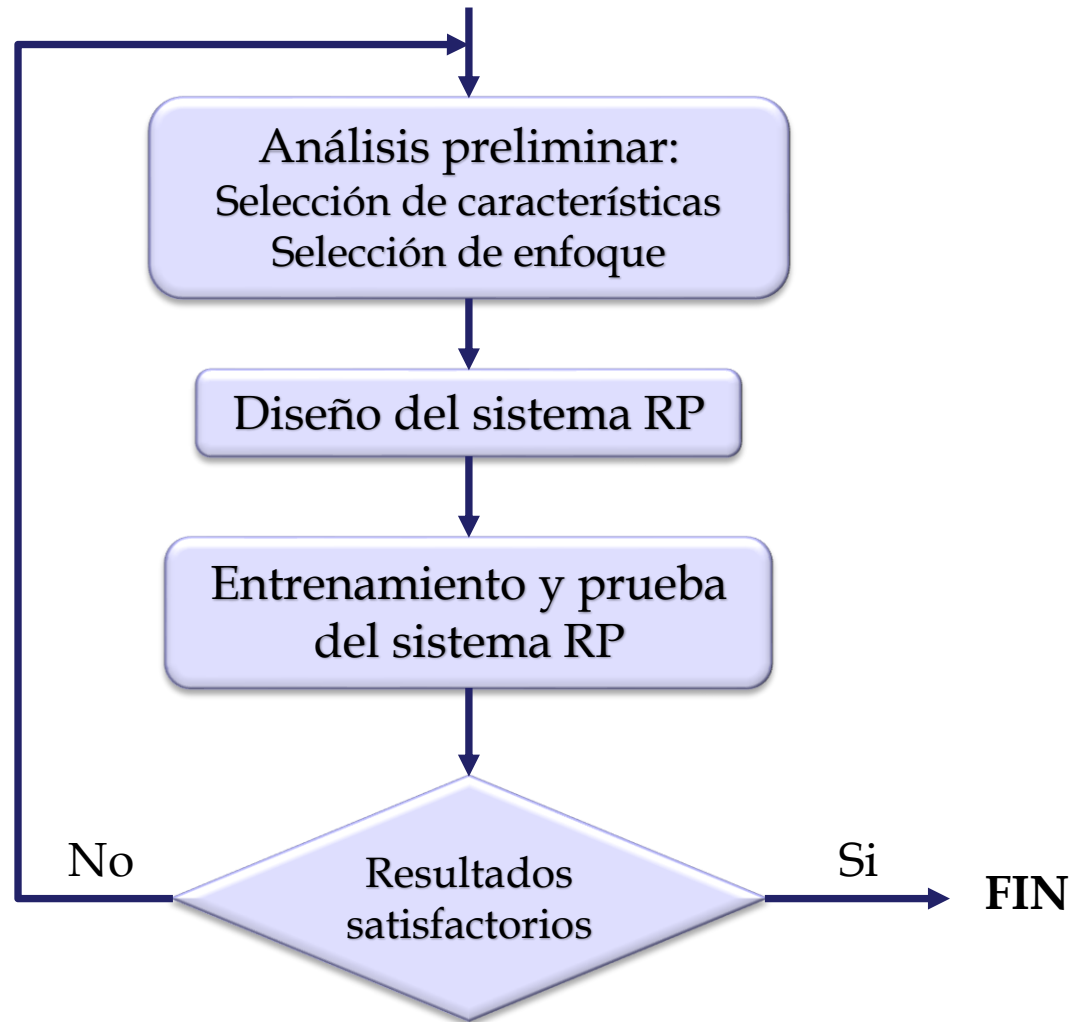 Análisis preliminar:
Selección de características
Selección de enfoque
Diseño del sistema RP
Entrenamiento y prueba
del sistema RP
Resultados
satisfactorios
No
Si
FIN